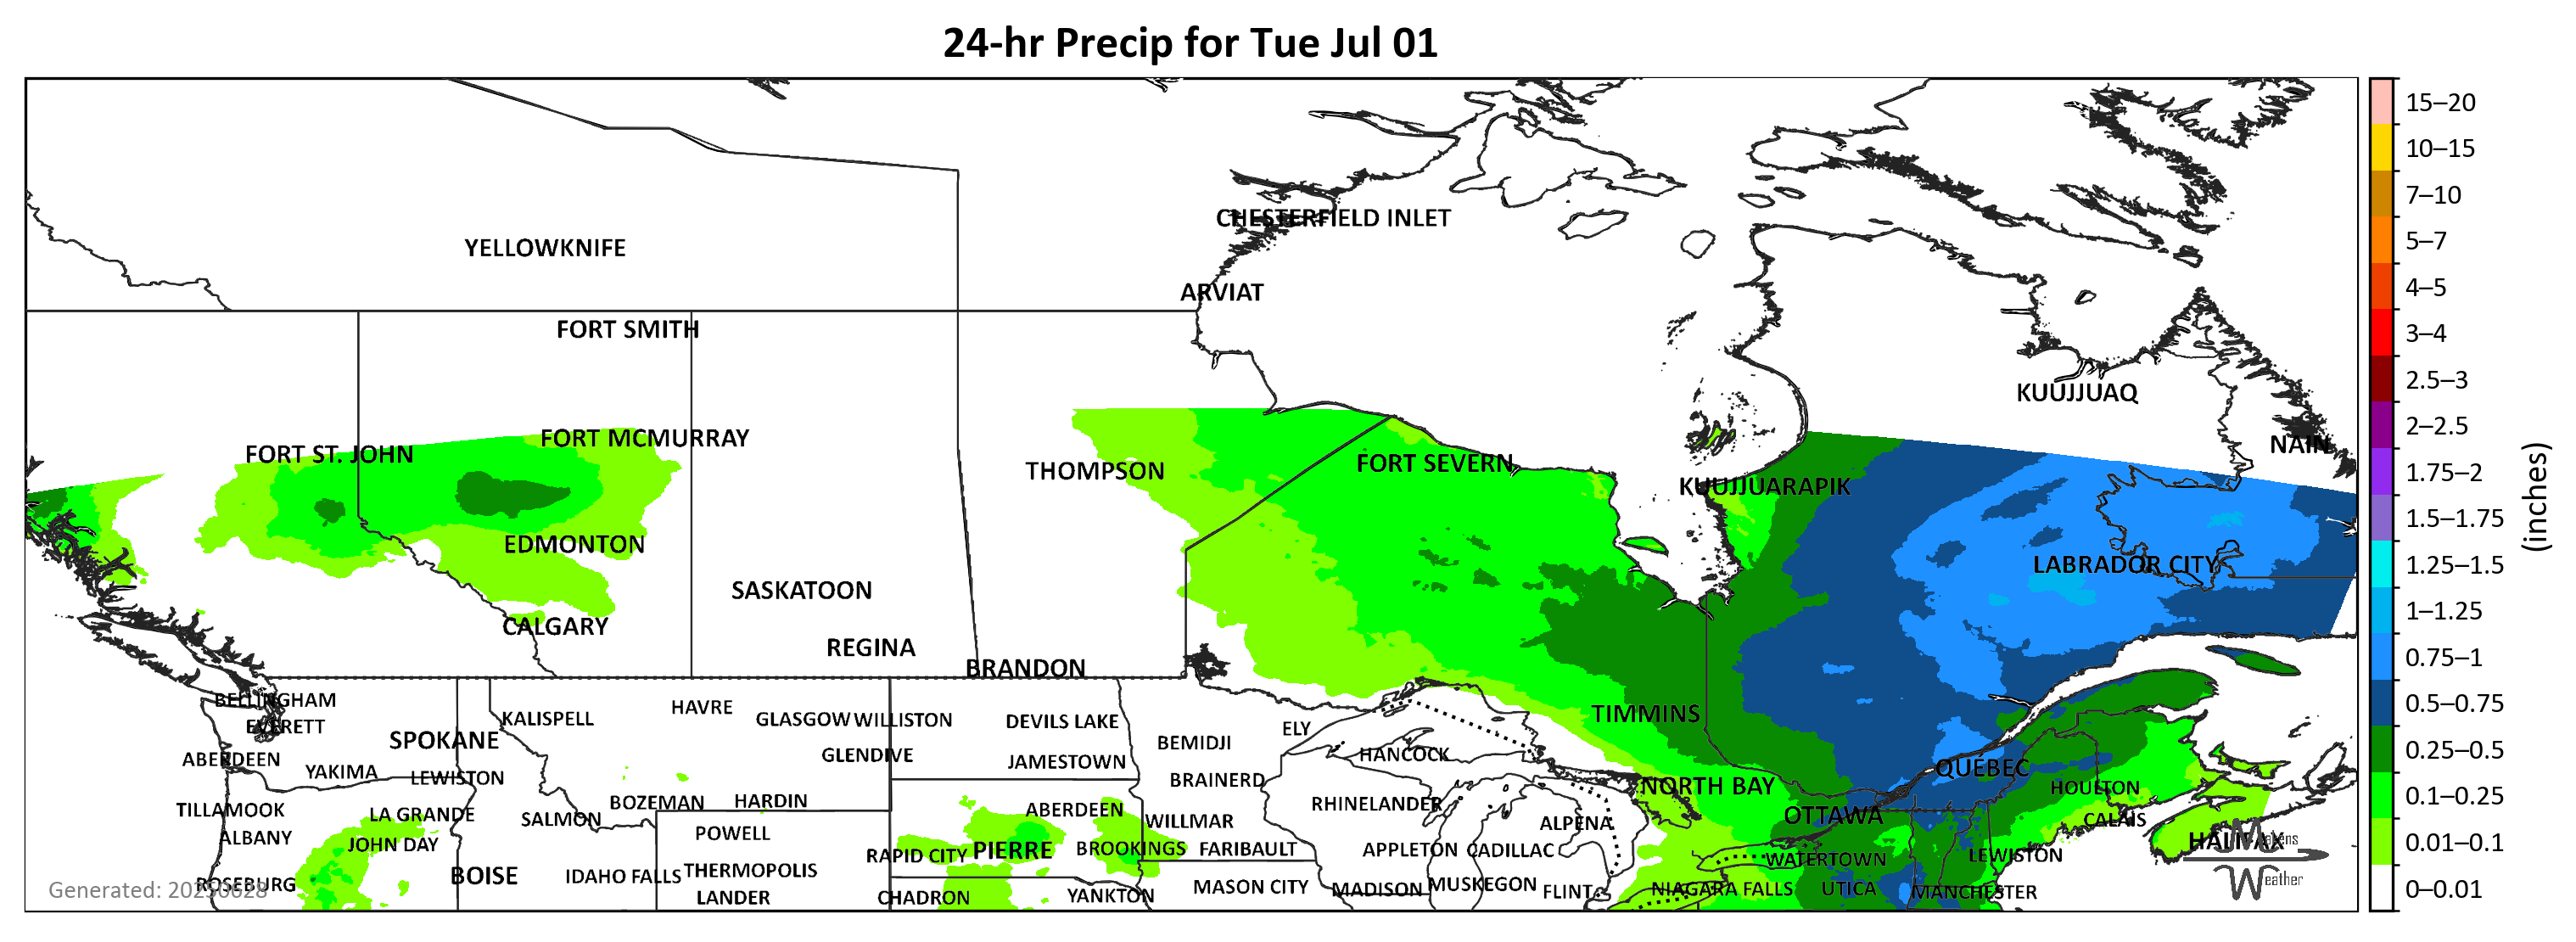 24-hr Precip for Tue Jul 01
15–20
10–15
7–10
5–7
4–5
3–4
2.5–3
2–2.5
1.75–2
1.5–1.75
1.25–1.5
1–1.25
0.75–1
0.5–0.75
0.25–0.5
0.1–0.25
0.01–0.1
0–0.01
(inches)
CHESTERFIELD INLET
YELLOWKNIFE
ARVIAT
FORT SMITH
KUUJJUAQ
FORT MCMURRAY
NAIN
FORT ST. JOHN
FORT SEVERN
THOMPSON
KUUJJUARAPIK
EDMONTON
LABRADOR CITY
SASKATOON
CALGARY
REGINA
BRANDON
BELLINGHAM
HAVRE
TIMMINS
KALISPELL
GLASGOW WILLISTON
DEVILS LAKE
EVERETT
ELY
SPOKANE
BEMIDJI
GLENDIVE
HANCOCK
ABERDEEN
JAMESTOWN
QUÉBEC
YAKIMA
LEWISTON
BRAINERD
NORTH BAY
HOULTON
BOZEMAN
HARDIN
RHINELANDER
TILLAMOOK
LA GRANDE
ABERDEEN
OTTAWA
SALMON
WILLMAR
ALPENA
CALAIS
ALBANY
POWELL
HALIFAX
JOHN DAY
RAPID CITY PIERRE
BROOKINGS
FARIBAULT
APPLETON
CADILLAC
WATERTOWN
LEWISTON
BOISE
IDAHO FALLS
THERMOPOLIS
ROSEBURG
MASON CITY
MADISON
MUSKEGON
FLINT
NIAGARA FALLS
UTICA
MANCHESTER
LANDER
CHADRON
YANKTON
Generated: 20250628
Weather